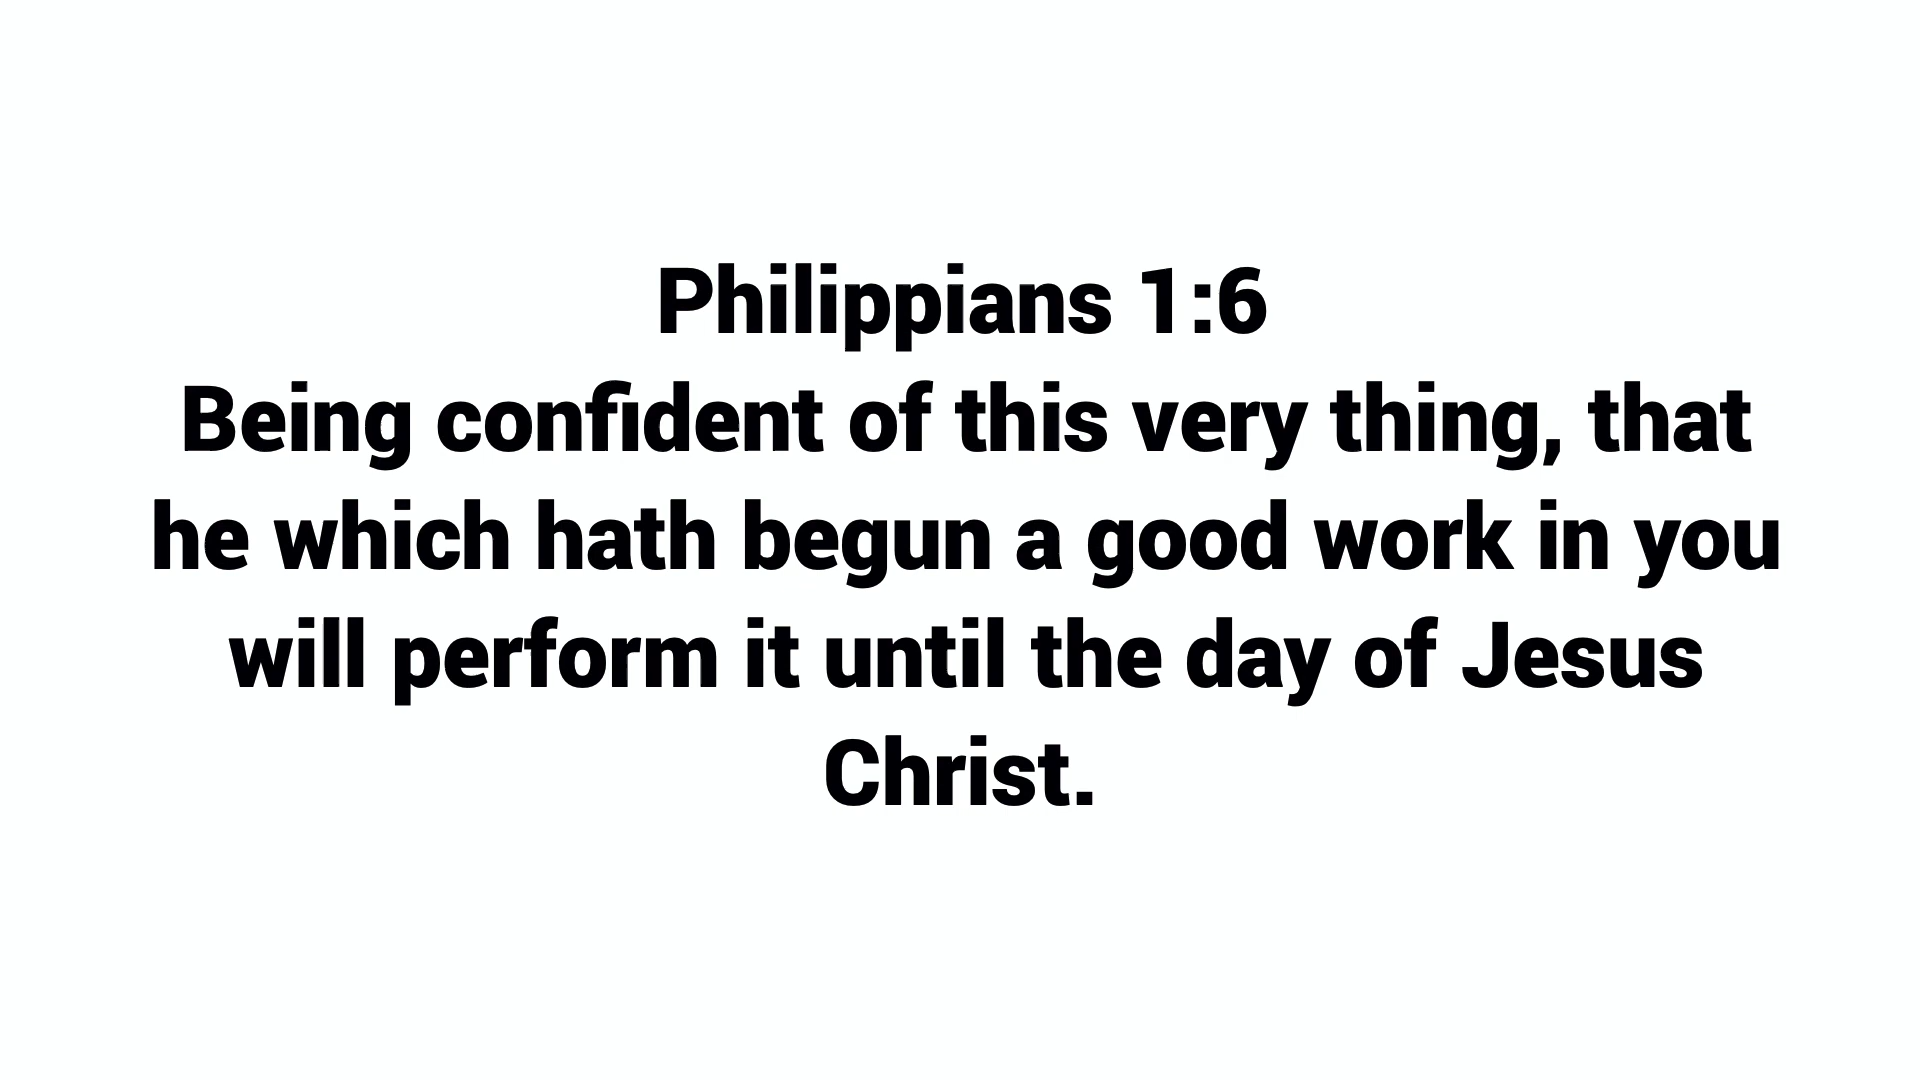 Philippians 1:6
Being confident of this very thing, that
he which hath begun a good work in you
will perform it until the day of Jesus
Christ.